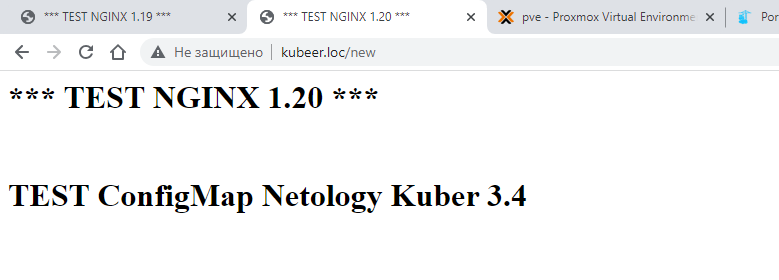 *** TEST NGINX 1.19 ***
*** TEST NGINX 1.20 ***
pve - Proxmox Virtual Environme
Por
Не защищено
kubeer.loc/new
*** TEST NGINX 1.20 ***
TEST ConfigMap Netology Kuber 3.4